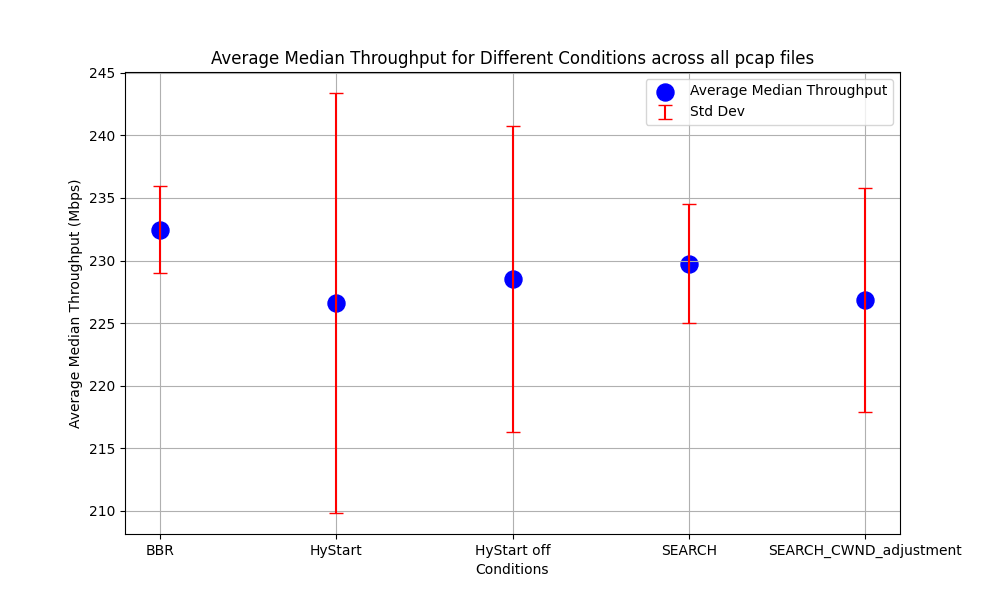 Average Median Throughput for Different Conditions across all pcap files
Average Median Throughput
Std Dev
Average Median Throughput (Mbps)
245
240
235
230
225
220
215
210
BBR
HyStart
HyStart off
SEARCH
SEARCH_CWND_adjustment
Conditions